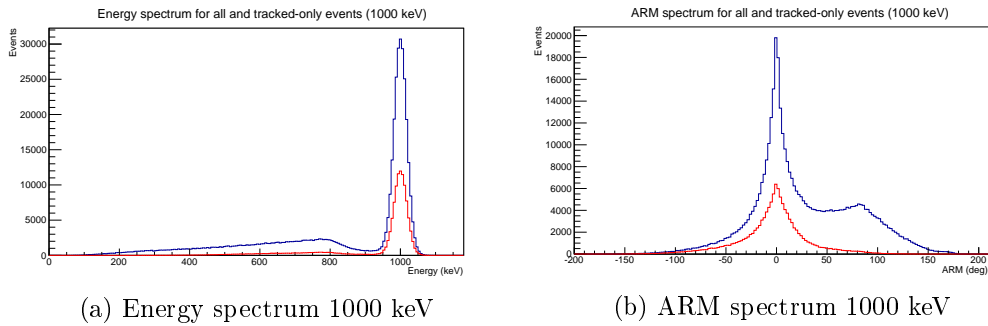 Energy spectrum for all and tracked-only events (1000 keV)
Events
30000
25000
20000
15000
10000
5000
0
0 200 400 600 800 1000
Energy (keV)
(a) Energy spectrum 1000 keV
ARM spectrum for all and tracked-only events (1000 keV)
Events
20000
18000
16000
14000
12000
10000
8000
6000
4000
2000
0
-200 -150 -100 -50 0 50 100 150 200
ARM (deg)
(b) ARM spectrum 1000 keV